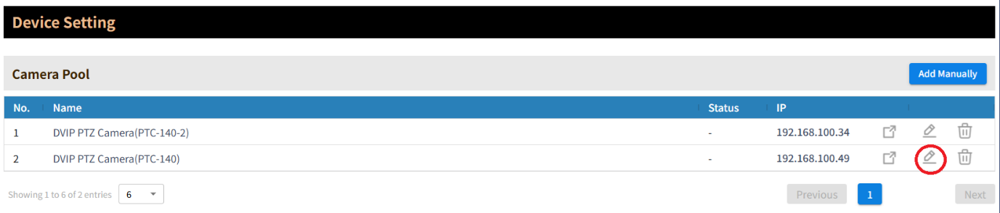 Device Setting
Camera Pool Add Manually
No. Name Status IP
1 DVIP PTZ Camera(PTC-140-2) - 192.168.100.34
2 DVIP PTZ Camera(PTC-140) - 192.168.100.49
Showing 1 to 6 of 2 entries 6 Previous 1 Next